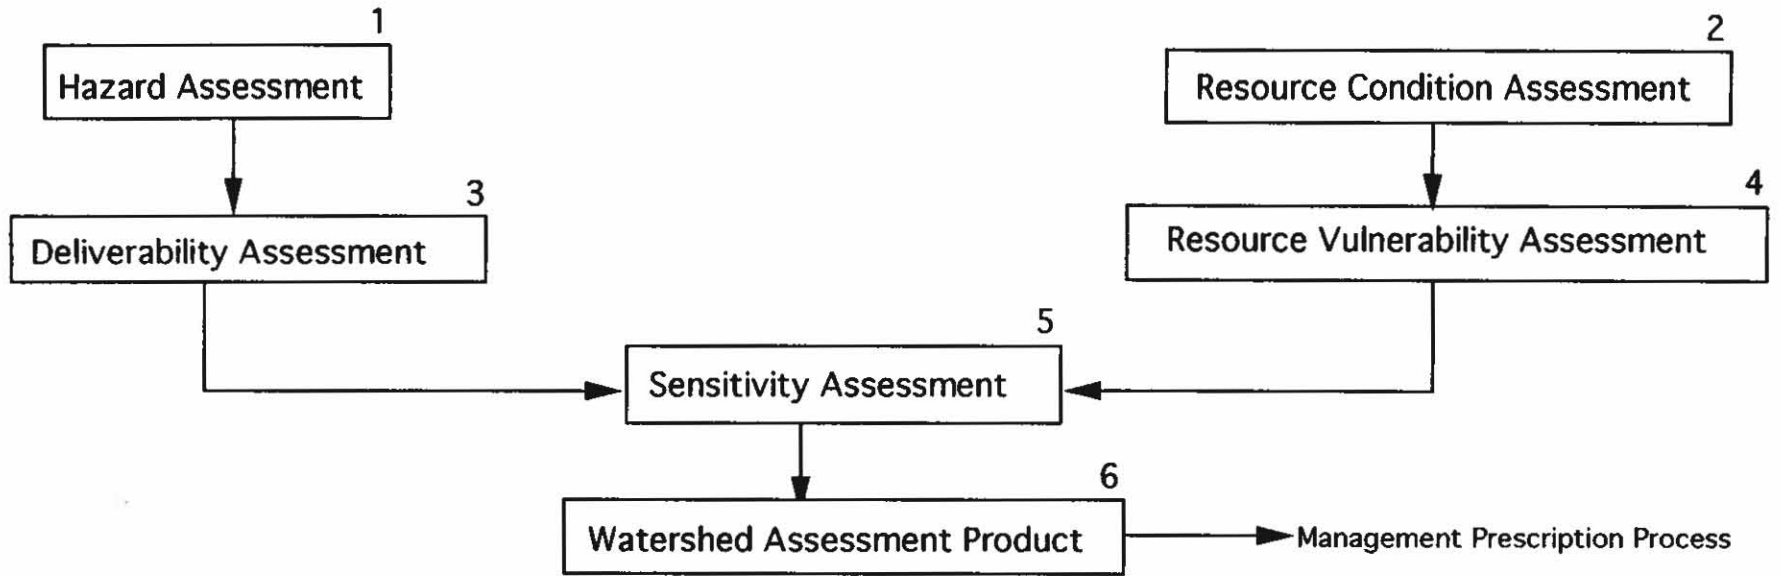 1
Hazard Assessment
2
Resource Condition Assessment
3
Deliverability Assessment
4
Resource Vulnerability Assessment
5
Sensitivity Assessment
6
Watershed Assessment Product
Management Prescription Process